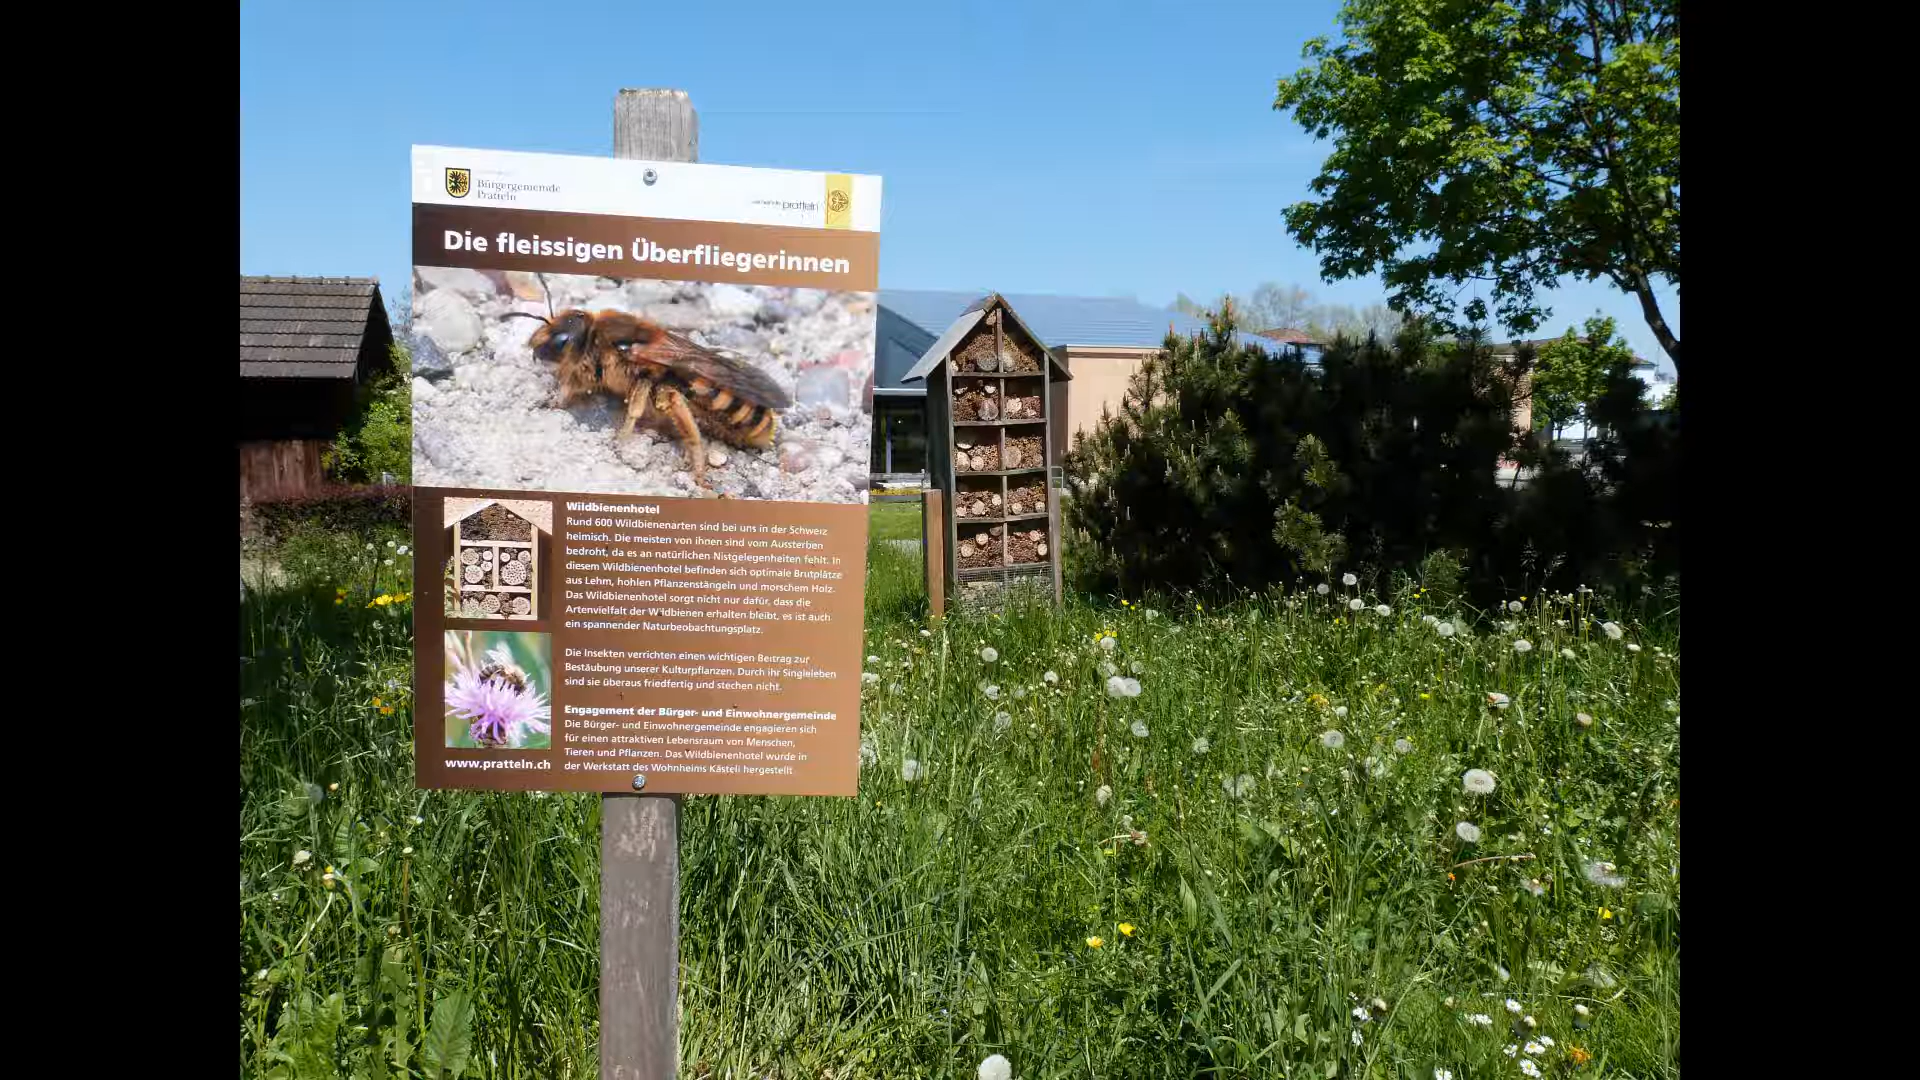 Bürgergemeinde
Pratteln
pratteln
Die fleissigen Überfliegerinnen
Wildbienenhotel
Rund 600 Wildbienenarten sind bei uns in der Schweiz
heimisch. Die meisten von ihnen sind vom Aussterben
bedroht, da es an natürlichen Nistgelegenheiten fehlt. In
diesem Wildbienenhotel befinden sich optimale Brutplätze
aus Lehm, hohlen Pflanzenstängeln und morschem Holz.
Das Wildbienenhotel sorgt nicht nur dafür, dass die
Artenvielfalt der Wildbienen erhalten bleibt, es ist auch
ein spannender Naturbeobachtungsplatz.
Die Insekten verrichten einen wichtigen Beitrag zur
Bestäubung unserer Kulturpflanzen. Durch ihr Singleleben
sind sie überaus friedfertig und stechen nicht.
Engagement der Bürger- und Einwohnergemeinde
Die Bürger- und Einwohnergemeinde engagieren sich
für einen attraktiven Lebensraum von Menschen,
Tieren und Pflanzen. Das Wildbienenhotel wurde in
der Werkstatt des Wohnheims Kästeli hergestellt.
www.pratteln.ch